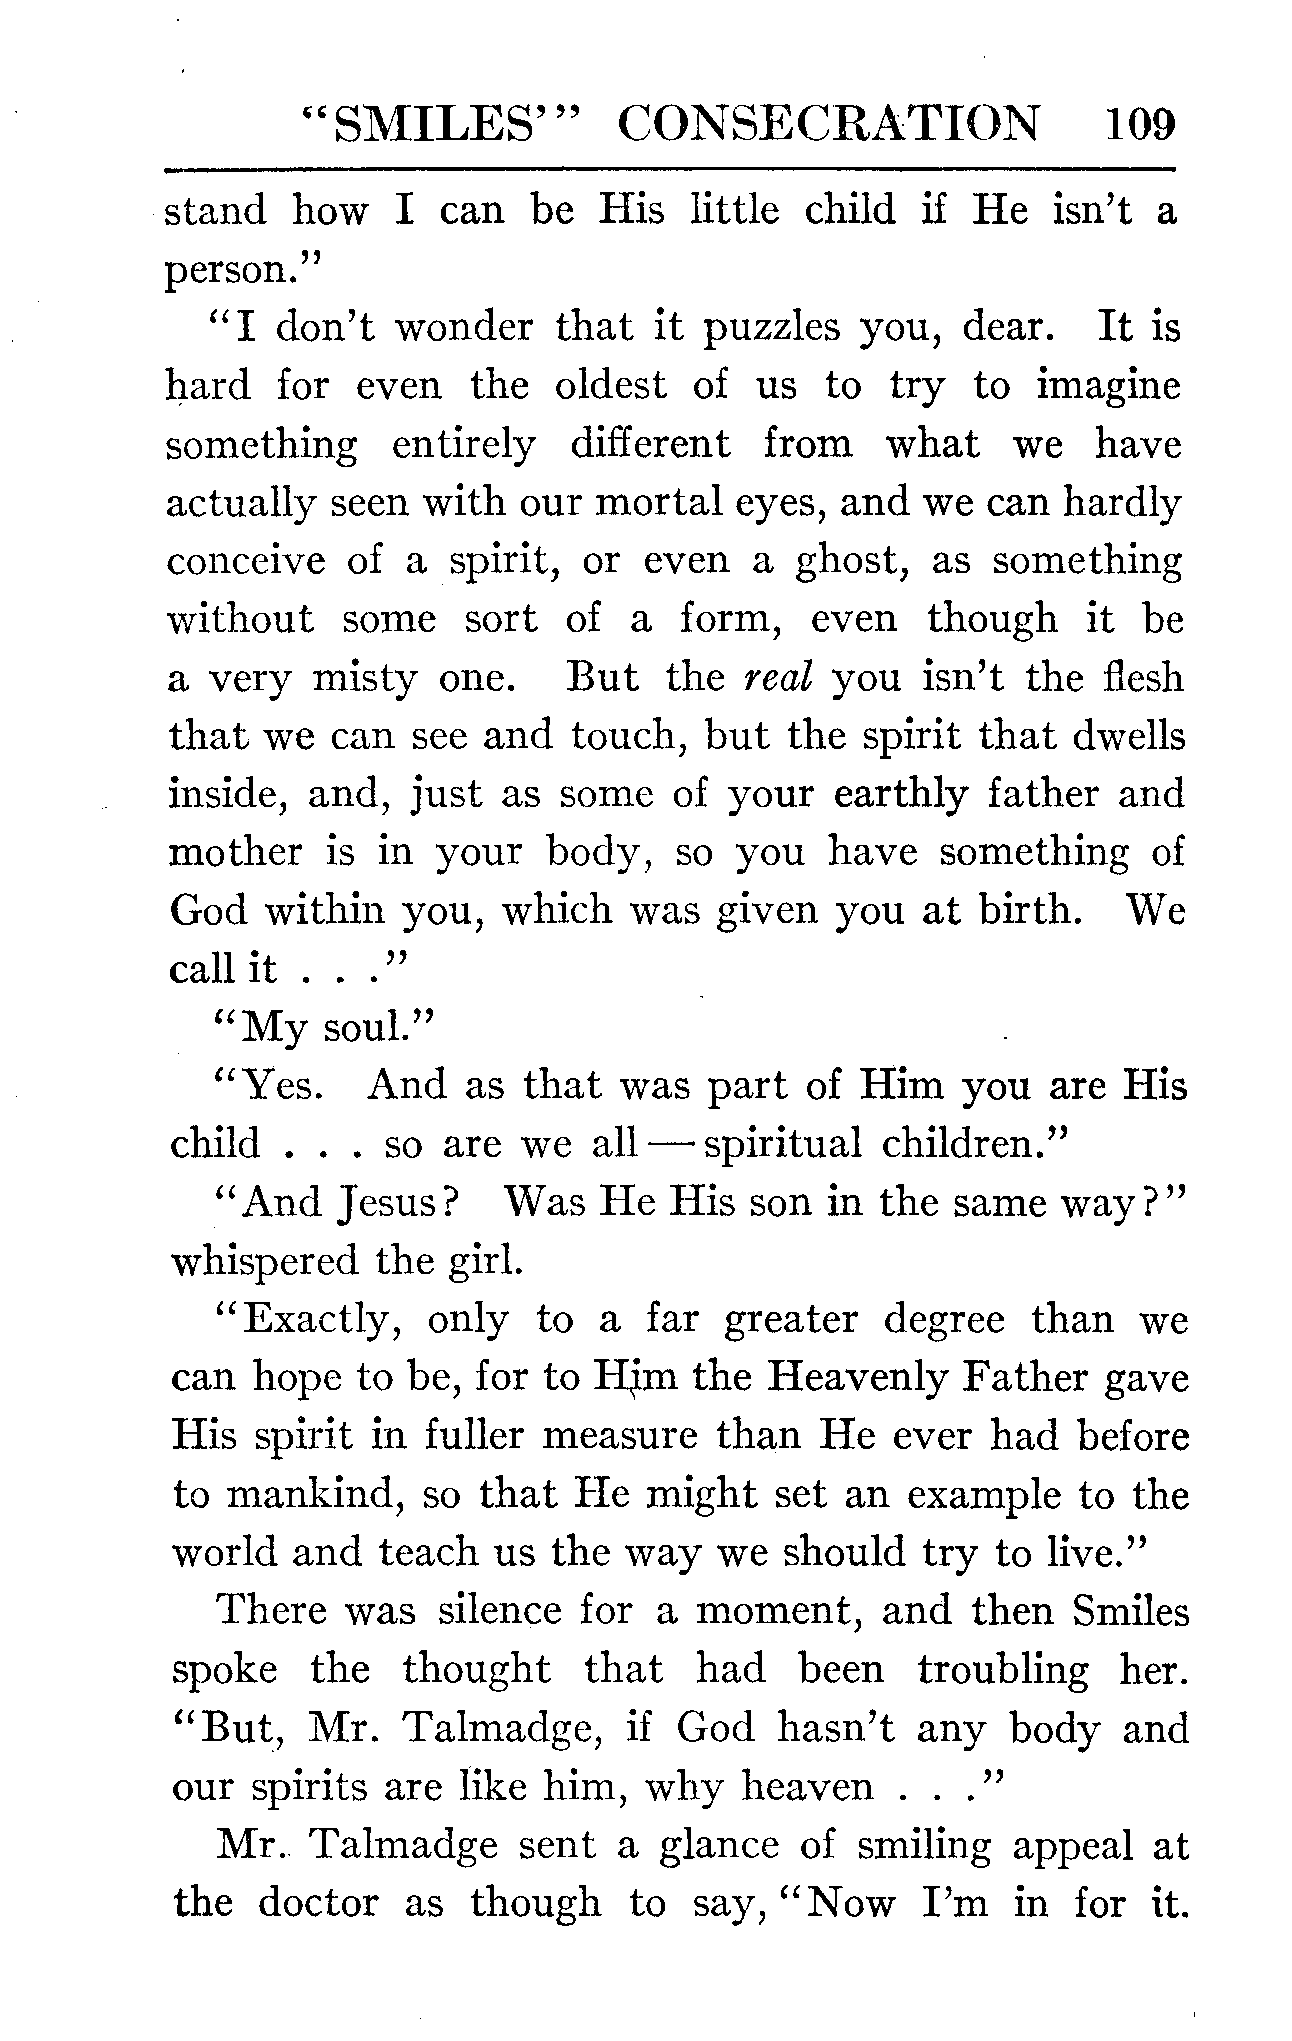 “SMILES’” CONSECRATION 109
stand how I can be His little child if He isn’t a
person.”
“I don’t wonder that it puzzles you, dear. It is
hard for even the oldest of us to try to imagine
something entirely different from what we have
actually seen with our mortal eyes, and we can hardly
conceive of a spirit, or even a ghost, as something
without some sort of a form, even though it be
a very misty one. But the real you isn’t the flesh
that we can see and touch, but the spirit that dwells
inside, and, just as some of your earthly father and
mother is in your body, so you have something of
God within you, which was given you at birth. We
call it . . .”
“My soul.”
“Yes. And as that was part of Him you are His
child . . . so are we all — spiritual children.”
“And Jesus? Was He His son in the same way?”
whispered the girl.
“Exactly, only to a far greater degree than we
can hope to be, for to Him the Heavenly Father gave
His spirit in fuller measure than He ever had before
to mankind, so that He might set an example to the
world and teach us the way we should try to live.”
There was silence for a moment, and then Smiles
spoke the thought that had been troubling her.
“But, Mr. Talmadge, if God hasn’t any body and
our spirits are like him, why heaven . . .”
Mr. Talmadge sent a glance of smiling appeal at
the doctor as though to say, “Now I’m in for it.